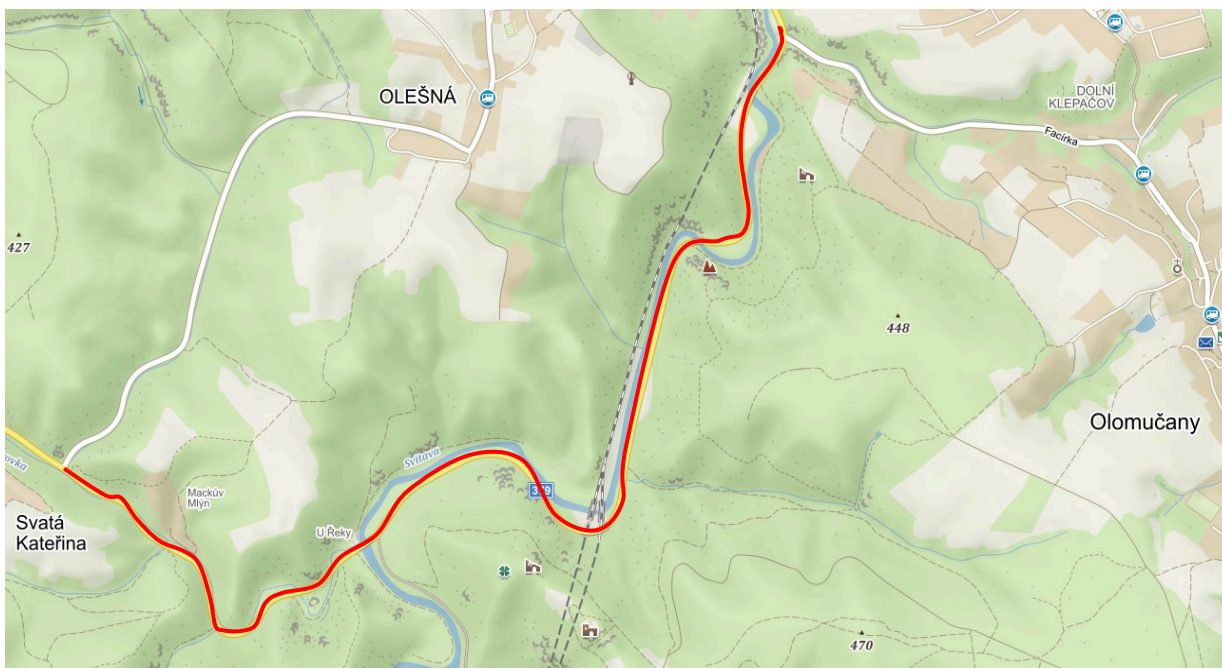 OLEŠNÁ
DOLNÍ
KLEPAČOV
Facírka
427
448
Olomučany
Svitava
Mackův
Mlýn
U Řeky
Svatá
Kateřina
470